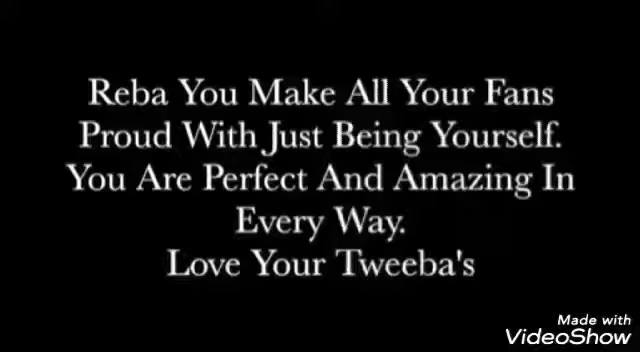 Reba You Make All Your Fans
Proud With Just Being Yourself.
You Are Perfect And Amazing In
Every Way.
Love Your Tweeba's
Made with
VideoShow